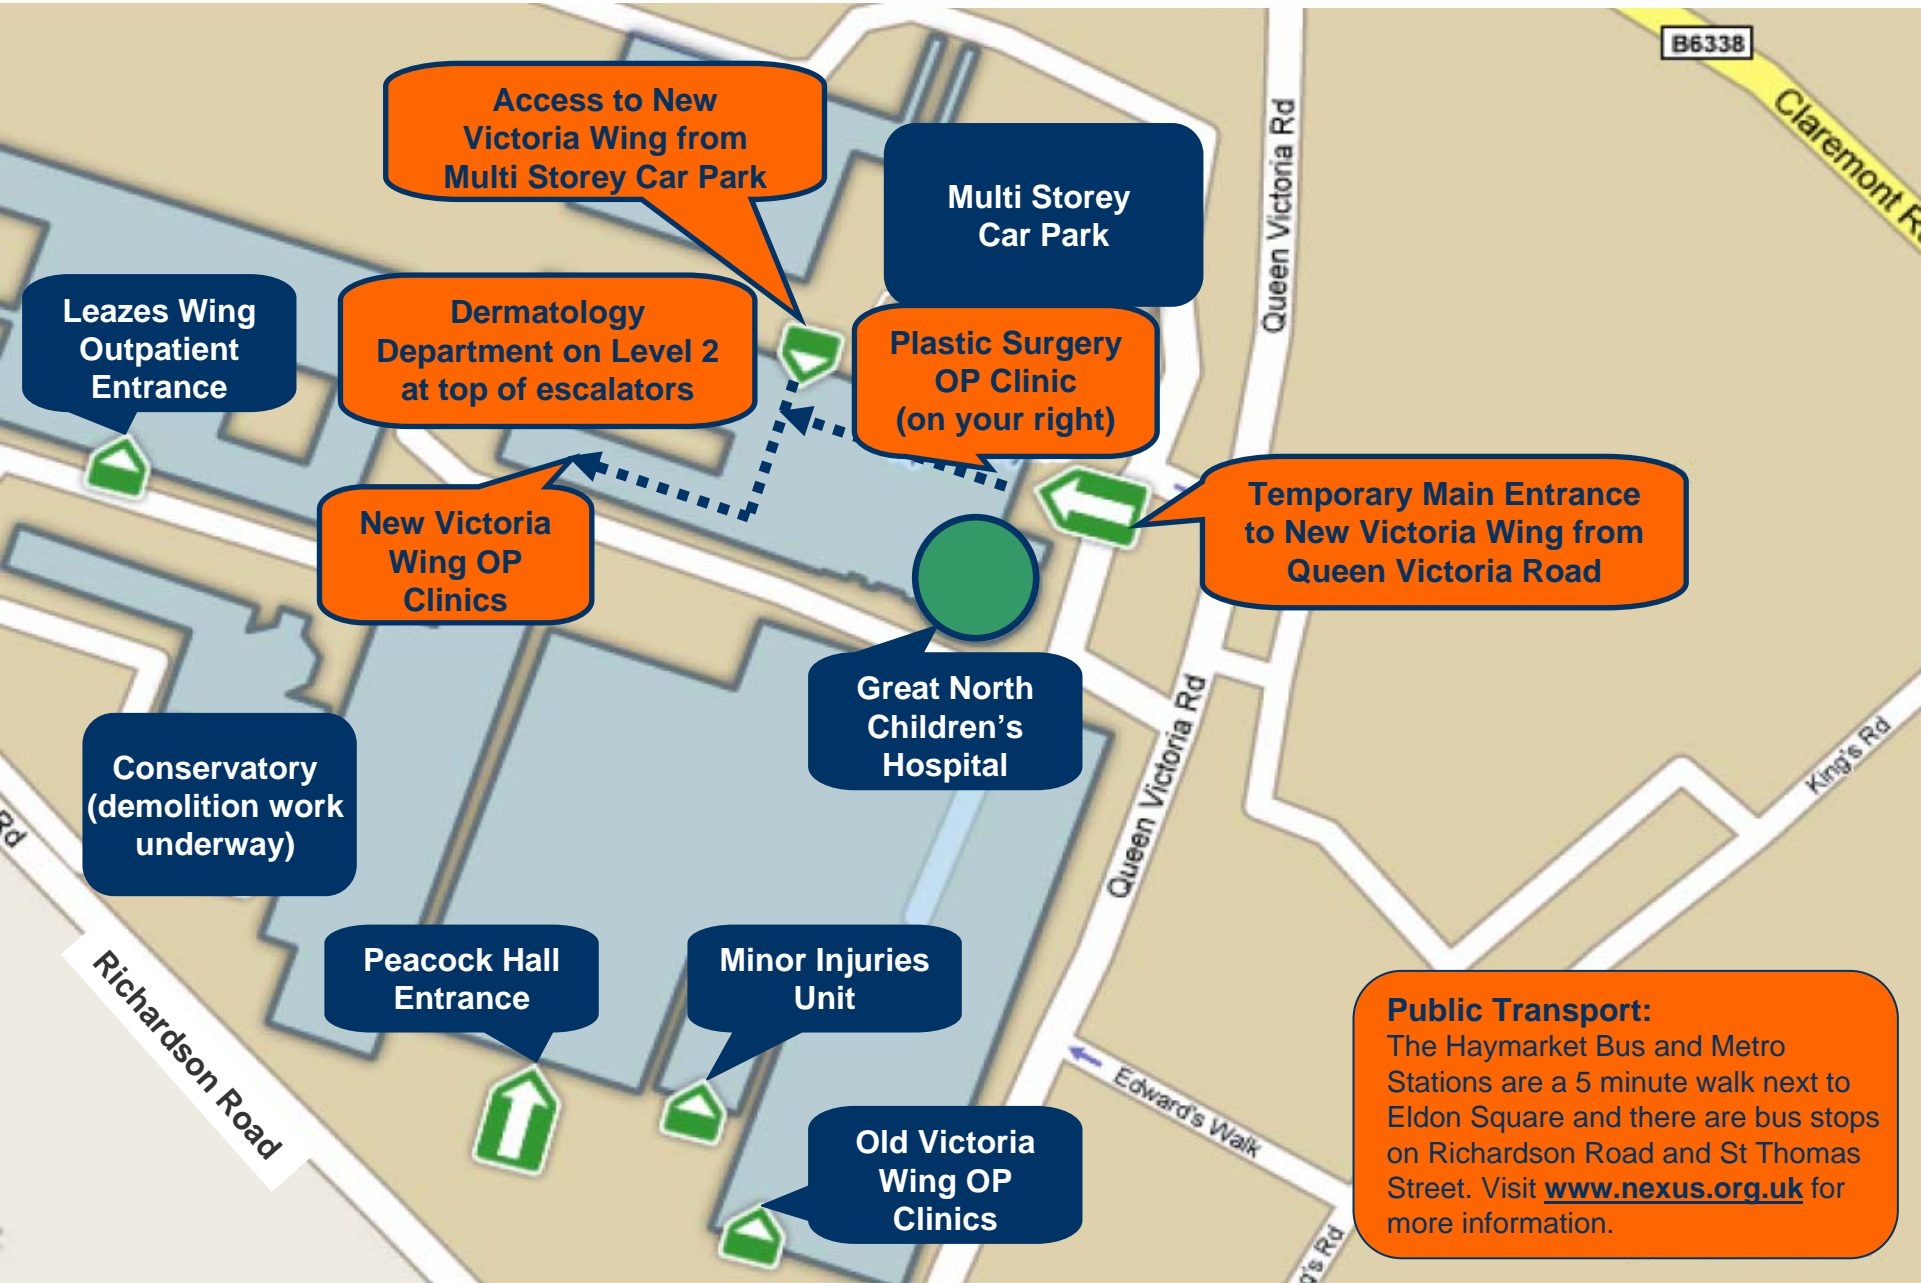 B6338
Claremont R
Access to New
Victoria Wing from
Multi Storey Car Park
Multi Storey
Car Park
Queen Victoria Rd
Leazes Wing
Outpatient
Entrance
Dermatology
Department on Level 2
at top of escalators
Plastic Surgery
OP Clinic
(on your right)
New Victoria
Wing OP
Clinics
Temporary Main Entrance
to New Victoria Wing from
Queen Victoria Road
Great North
Children’s
Hospital
Queen Victoria Rd
King's Rd
Conservatory
(demolition work
underway)
Rd
Richardson Road
Peacock Hall
Entrance
Minor Injuries
Unit
Edward's Walk
Old Victoria
Wing OP
Clinics
g's Rd
Public Transport:
The Haymarket Bus and Metro
Stations are a 5 minute walk next to
Eldon Square and there are bus stops
on Richardson Road and St Thomas
Street. Visit www.nexus.org.uk for
more information.